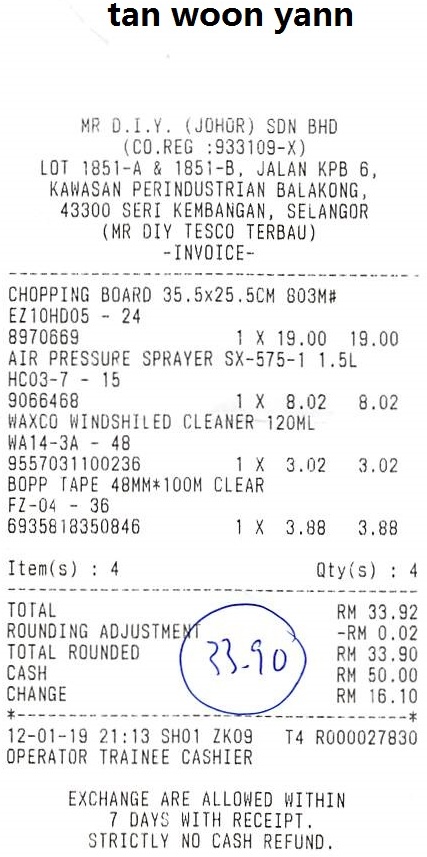 tan woon yann
MR D.I.Y. (JOHOR) SDN BHD
(CO.REG :933109-X)
LOT 1851-A & 1851-B, JALAN KPB 6,
KAWASAN PERINDUSTRIAN BALAKONG,
43300 SERI KEMBANGAN, SELANGOR
(MR DIY TESCO TERBAU)
-INVOICE-
CHOPPING BOARD 35.5x25.5CM 803M#
EZ10HD05 - 24
8970669 1 X 19.00 19.00
AIR PRESSURE SPRAYER SX-575-1 1.5L
HC03-7 - 15
9066468 1 X 8.02 8.02
WAXCO WINDSHILED CLEANER 120ML
WA14-3A - 48
9557031100236 1 X 3.02 3.02
BOPP TAPE 48MM*100M CLEAR
FZ-04 - 36
6935818350846 1 X 3.88 3.88
Item(s) : 4 Qty(s) : 4
TOTAL RM 33.92
ROUNDING ADJUSTMENT -RM 0.02
TOTAL ROUNDED RM 33.90
33.90
CASH RM 50.00
CHANGE RM 16.10
12-01-19 21:13 SH01 ZK09 T4 R000027830
OPERATOR TRAINEE CASHIER
EXCHANGE ARE ALLOWED WITHIN
7 DAYS WITH RECEIPT.
STRICTLY NO CASH REFUND.